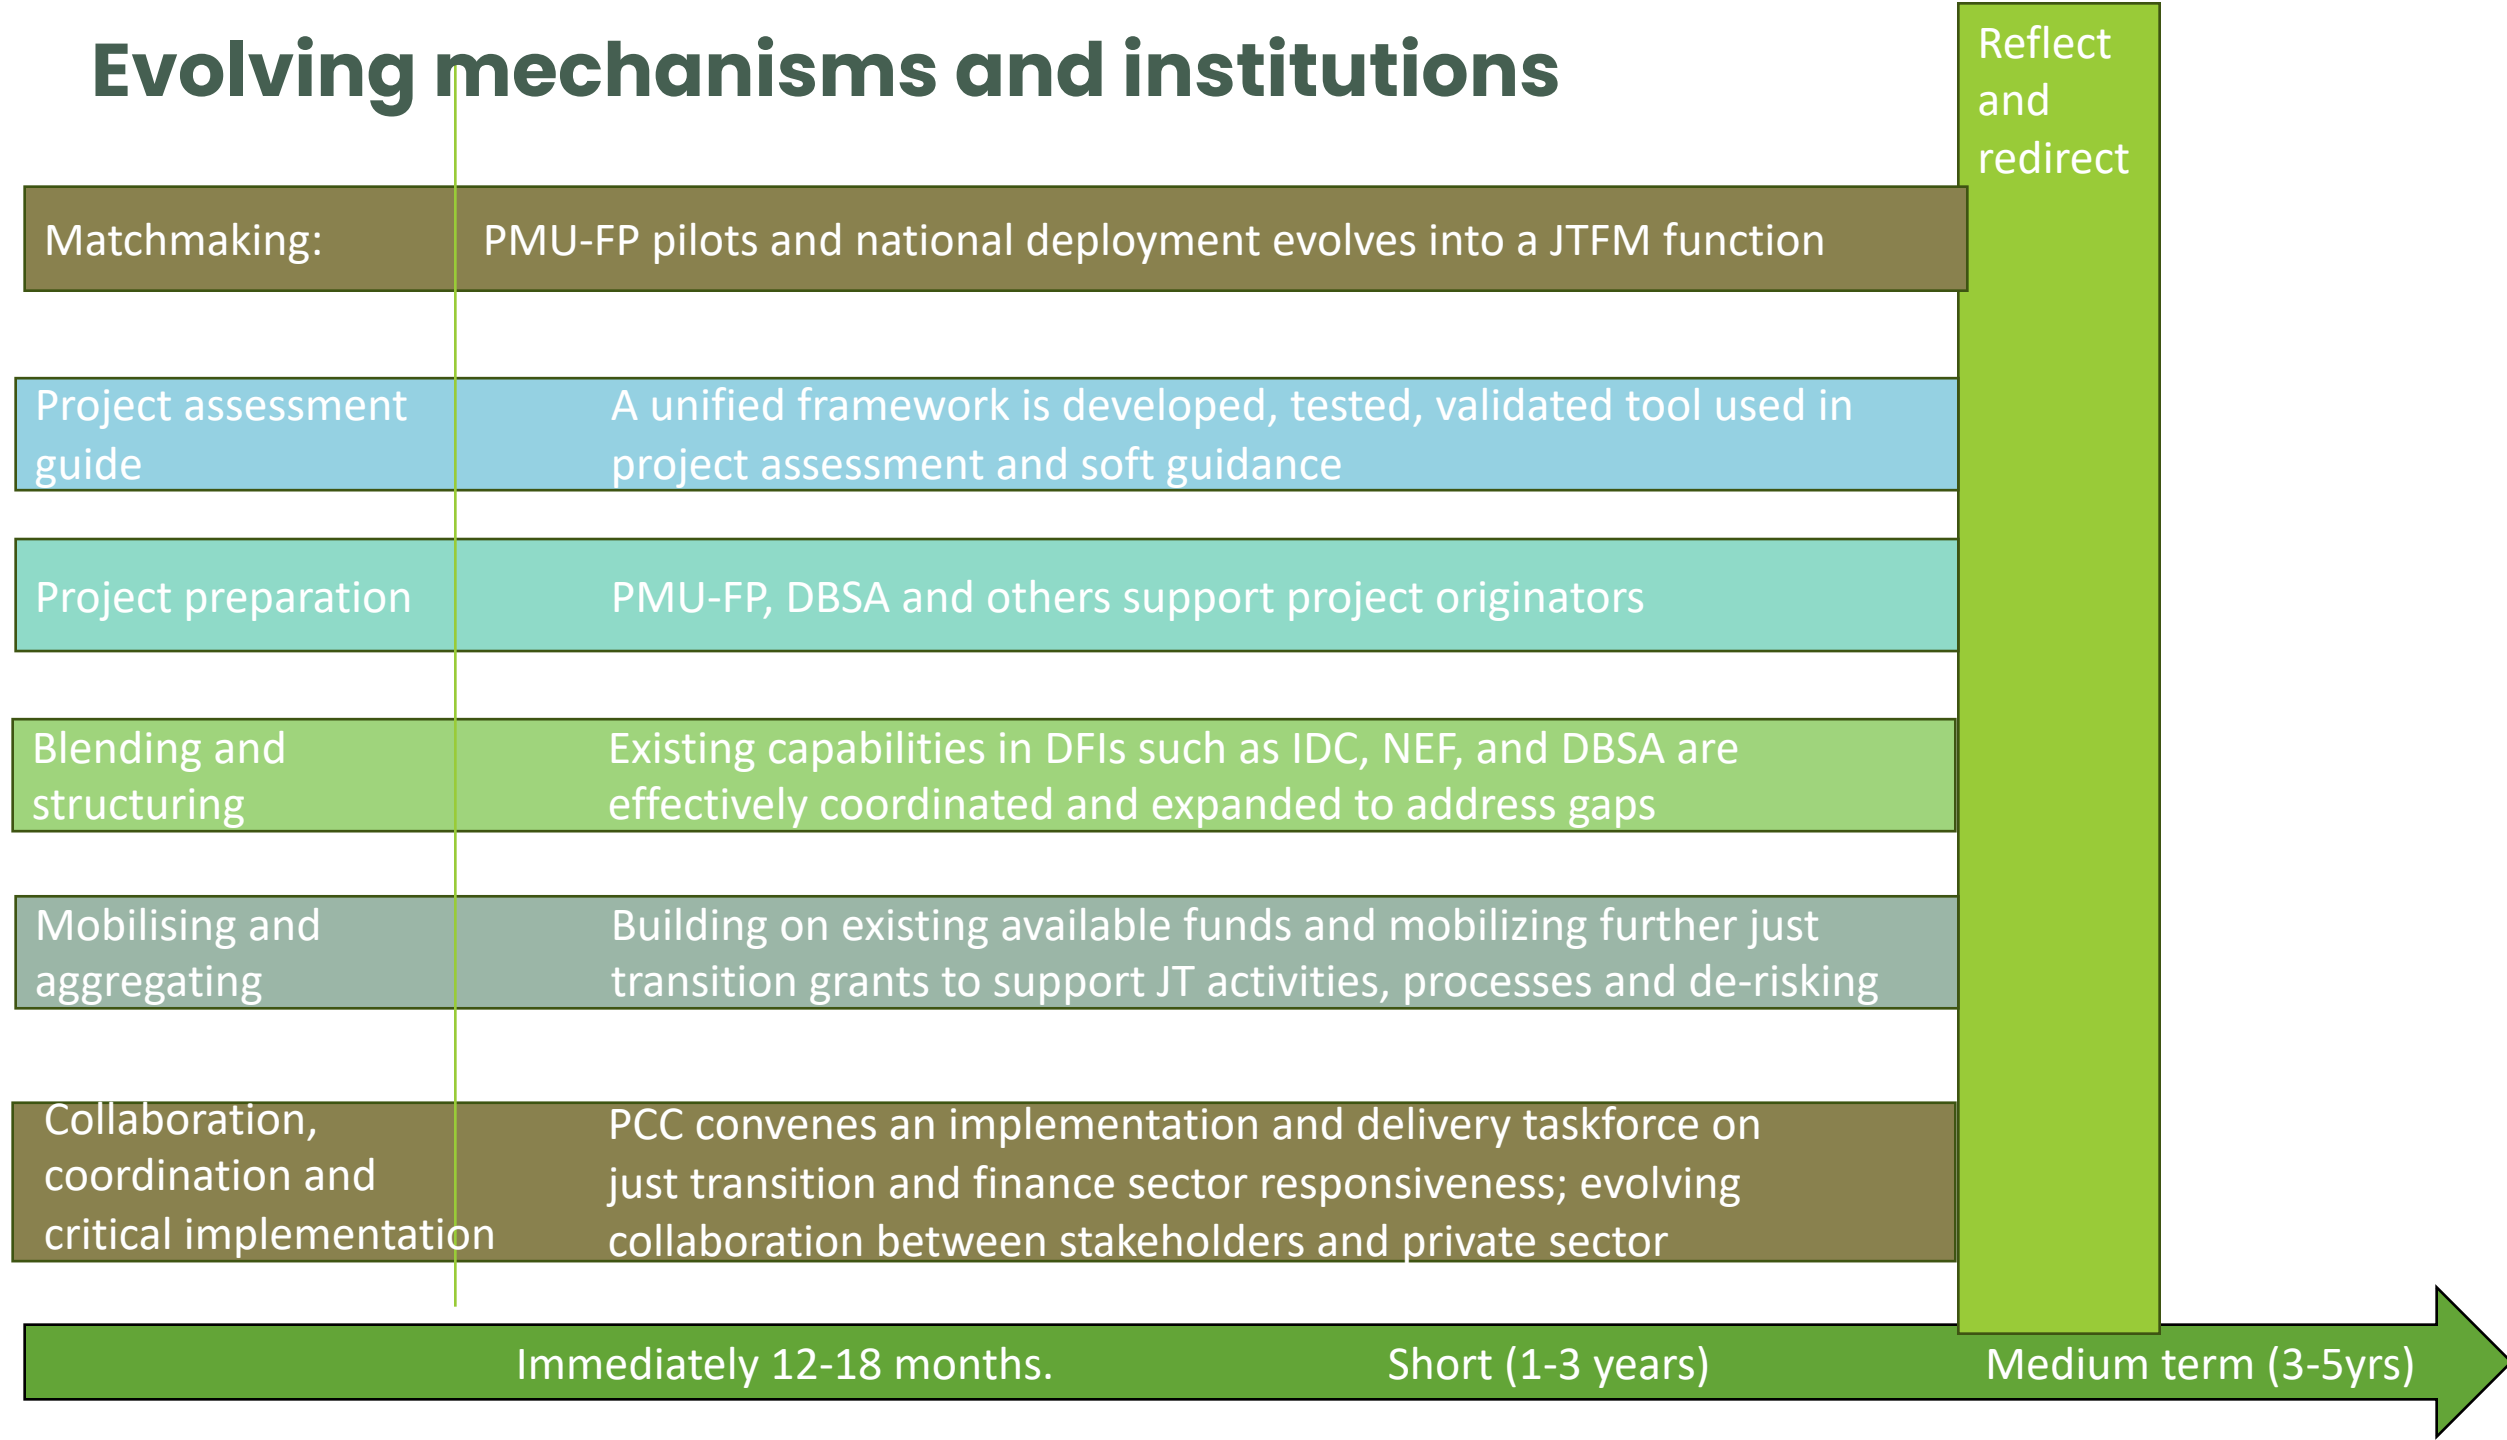 Evolving mechanisms and institutions
Reflect
and
redirect
Matchmaking:
PMU-FP pilots and national deployment evolves into a JTFM function
Project assessment
guide
A unified framework is developed, tested, validated tool used in
project assessment and soft guidance
Project preparation
PMU-FP, DBSA and others support project originators
Blending and
structuring
Existing capabilities in DFIs such as IDC, NEF, and DBSA are
effectively coordinated and expanded to address gaps
Mobilising and
aggregating
Building on existing available funds and mobilizing further just
transition grants to support JT activities, processes and de-risking
Collaboration,
coordination and
critical implementation
PCC convenes an implementation and delivery taskforce on
just transition and finance sector responsiveness; evolving
collaboration between stakeholders and private sector
Immediately 12-18 months.
Short (1-3 years)
Medium term (3-5yrs)